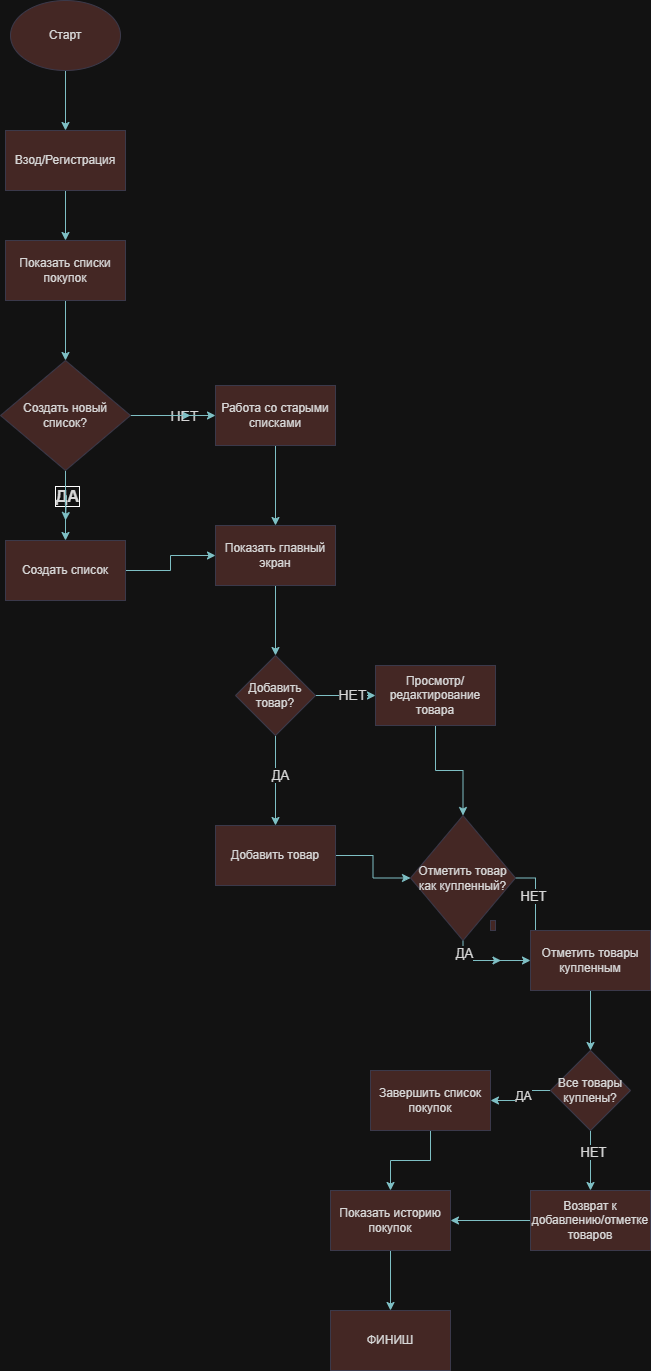 Старт
Взод/Регистрация
Показать списки
покупок
Создать новый
список?
НЕТ
Работа со старыми
списками
ДА
Создать список
Показать главный
экран
Добавить
товар?
НЕТ
Просмотр/
редактирование
товара
ДА
Добавить товар
Отметить товар
как купленный?
НЕТ
ДА
Отметить товары
купленным
Все товары
куплены?
ДА
Завершить список
покупок
НЕТ
Показать историю
покупок
Возврат к
добавлению/отметке
товаров
ФИНИШ